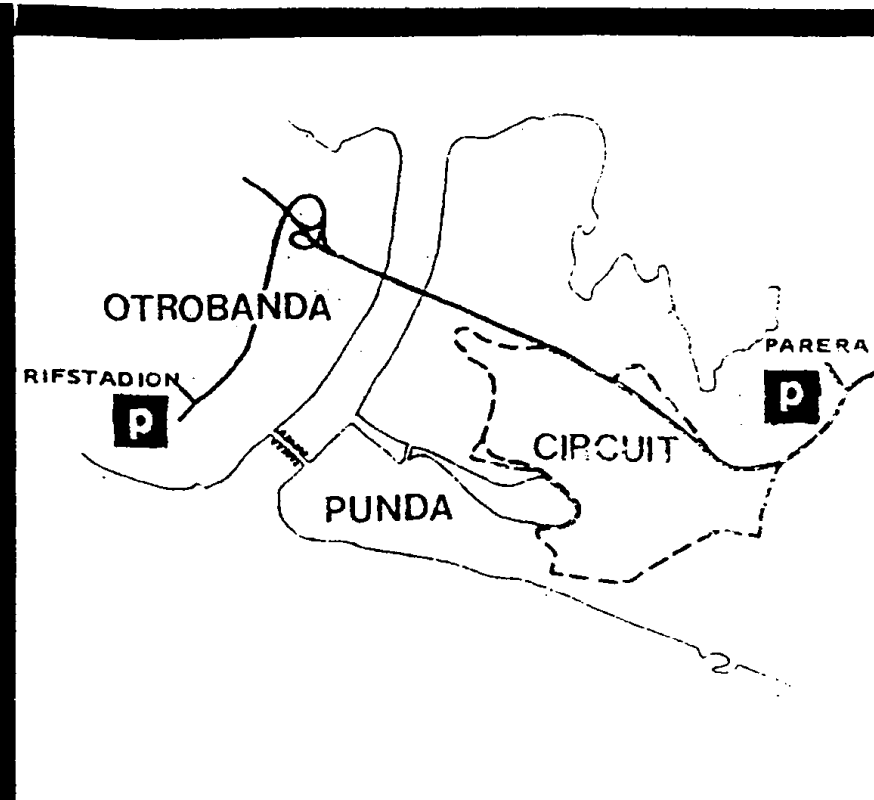 OTROBANDA
PARERA
RIFSTADION
P
P
CIRCUIT
PUNDA